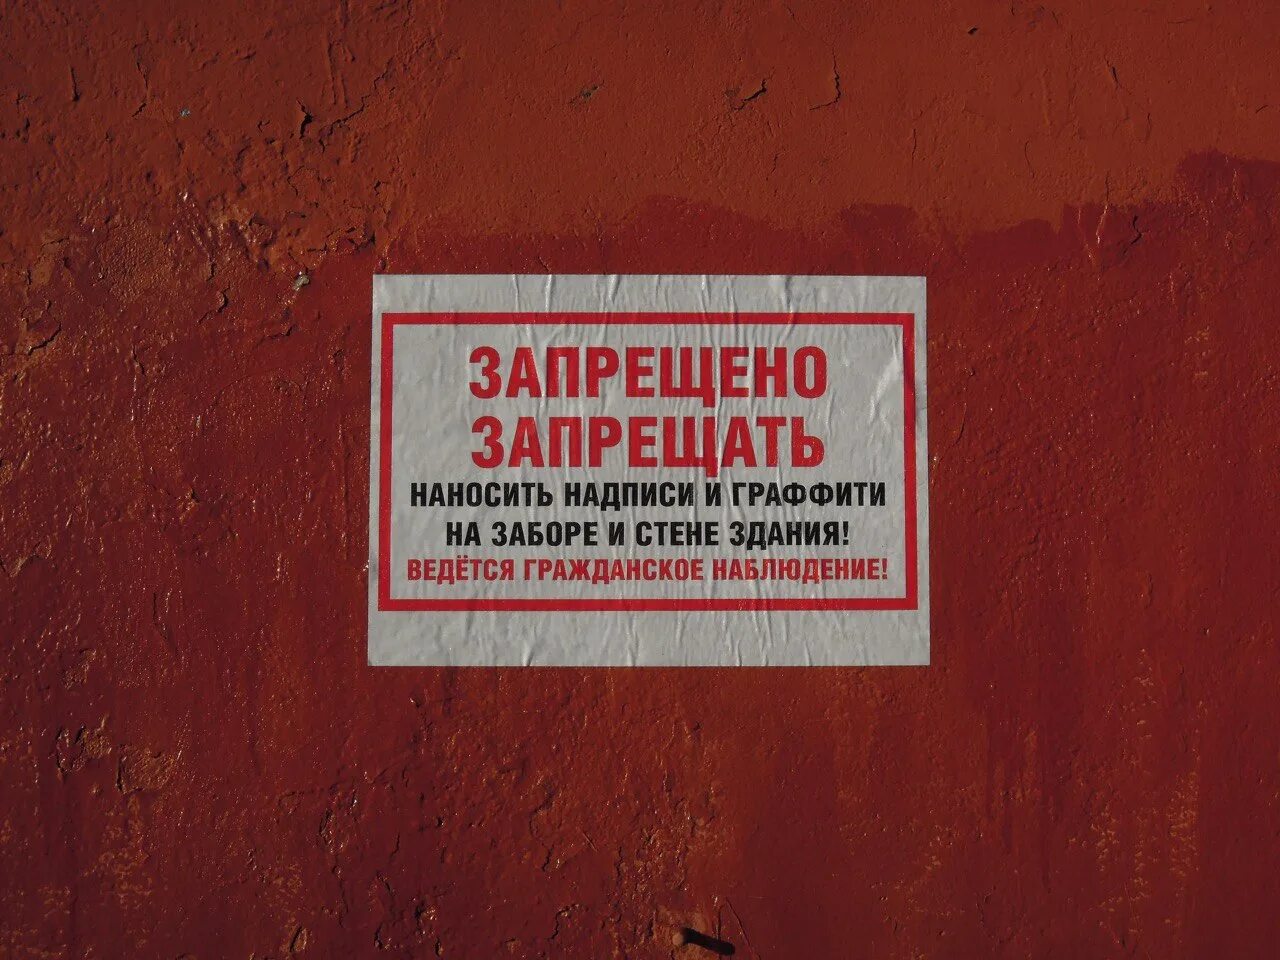 ЗАПРЕЩЕНО
ЗАПРЕЩАТЬ
НАНОСИТЬ НАДПИСИ И ГРАФФИТИ
НА ЗАБОРЕ И СТЕНЕ ЗДАНИЯ!
ВЕДЁТСЯ ГРАЖДАНСКОЕ НАБЛЮДЕНИЕ!